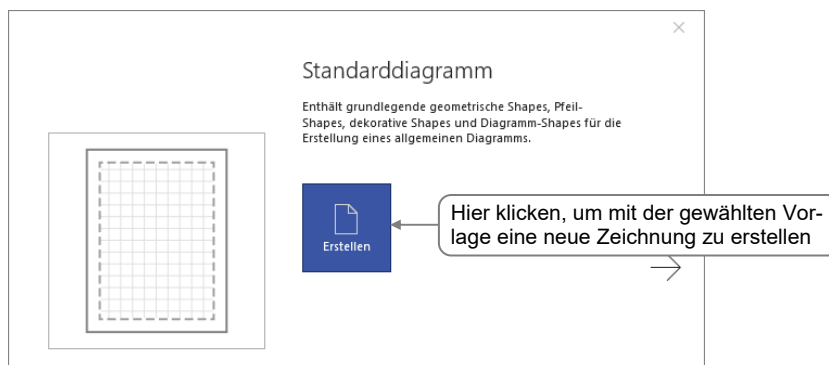 Standarddiagramm
Enthält grundlegende geometrische Shapes, Pfeil-
Shapes, dekorative Shapes und Diagramm-Shapes für die
Erstellung eines allgemeinen Diagramms.
Erstellen
Hier klicken, um mit der gewählten Vor-
lage eine neue Zeichnung zu erstellen